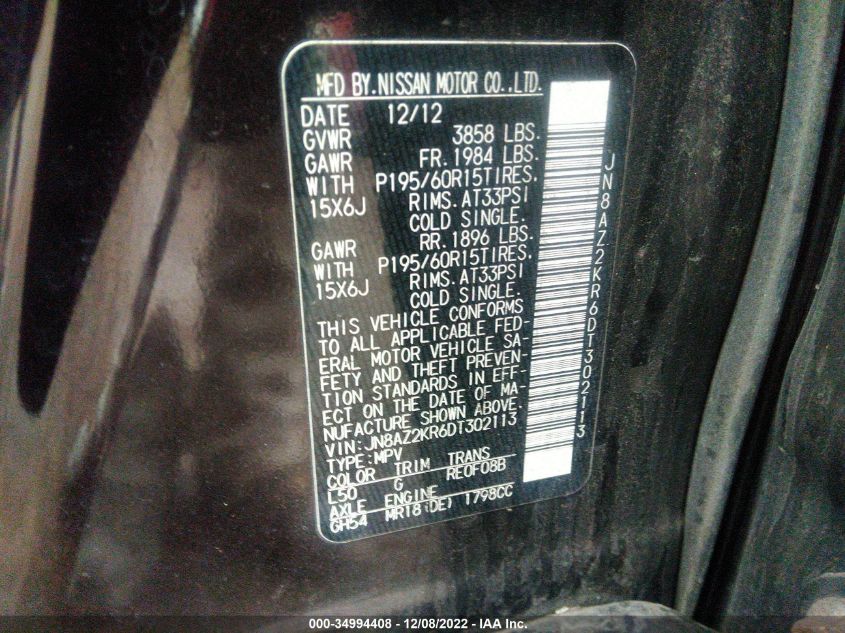 MFD BY.NISSAN MOTOR CO.,LTD.
DATE 12/12
GVWR 3858 LBS.
GAWR FR. 1984 LBS.
WITH P195/60R15TIRES,
15X6J RIMS. AT33PSI
COLD SINGLE.
GAWR RR. 1896 LBS.
WITH P195/60R15TIRES,
15X6J RIMS. AT33PSI
COLD SINGLE.
THIS VEHICLE CONFORMS
TO ALL APPLICABLE FED-
ERAL MOTOR VEHICLE SA-
FETY AND THEFT PREVEN-
TION STANDARDS IN EFF-
ECT ON THE DATE OF MA-
NUFACTURE SHOWN ABOVE.
VIN:JN8AZ2KR6DT302113
TYPE:MPV
COLOR TRIM TRANS
L50 G RE0F08B
AXLE ENGINE
GH54 MR18(DE) 1798CC
JN8AZ2KR6DT302113
000-34994408 - 12/08/2022 - IAA Inc.